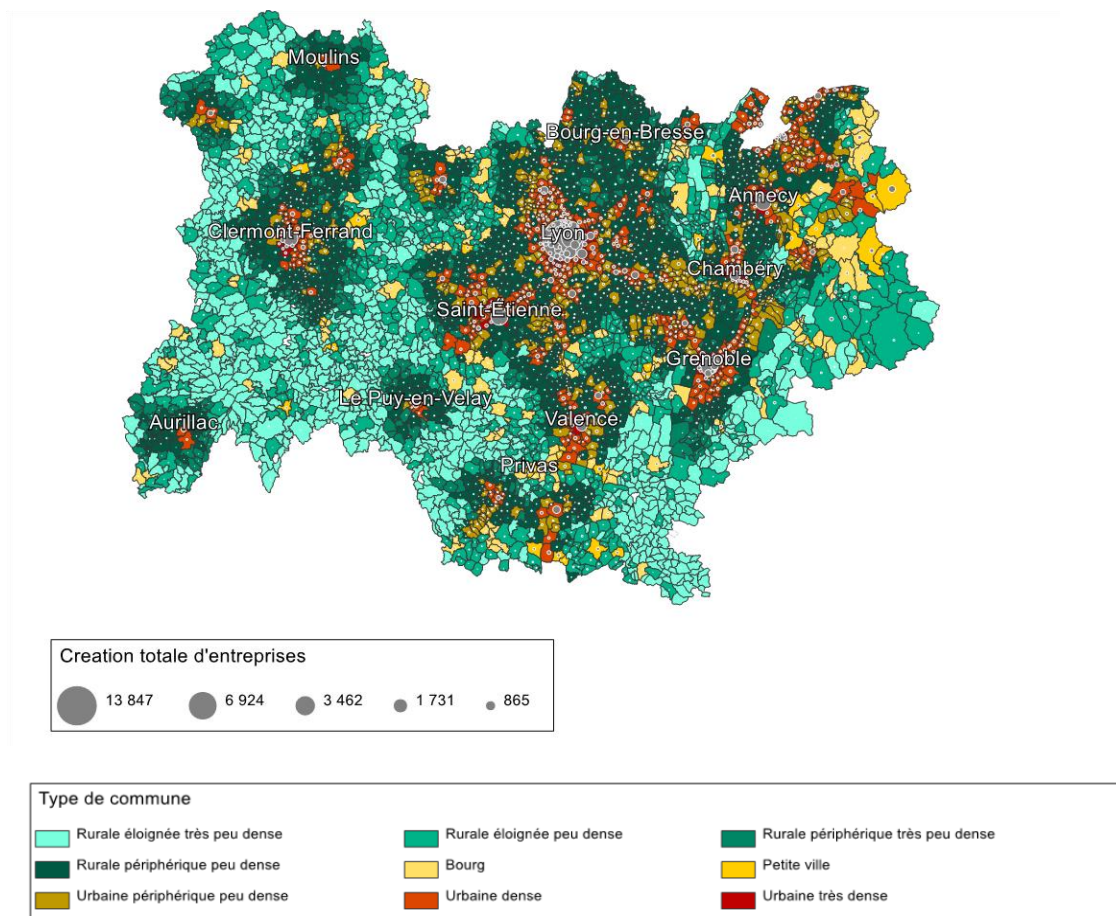 Moulins
Bourg-en-Bresse
Annecy
Clermont-Ferrand
Lyon
Chambéry
Saint-Étienne
Grenoble
Le Puy-en-Velay
Aurillac
Valence
Privas
Creation totale d'entreprises
13 847 6 924 3 462 1 731 865
Type de commune
Rurale éloignée très peu dense Rurale éloignée peu dense Rurale périphérique très peu dense
Rurale périphérique peu dense Bourg Petite ville
Urbaine périphérique peu dense Urbaine dense Urbaine très dense